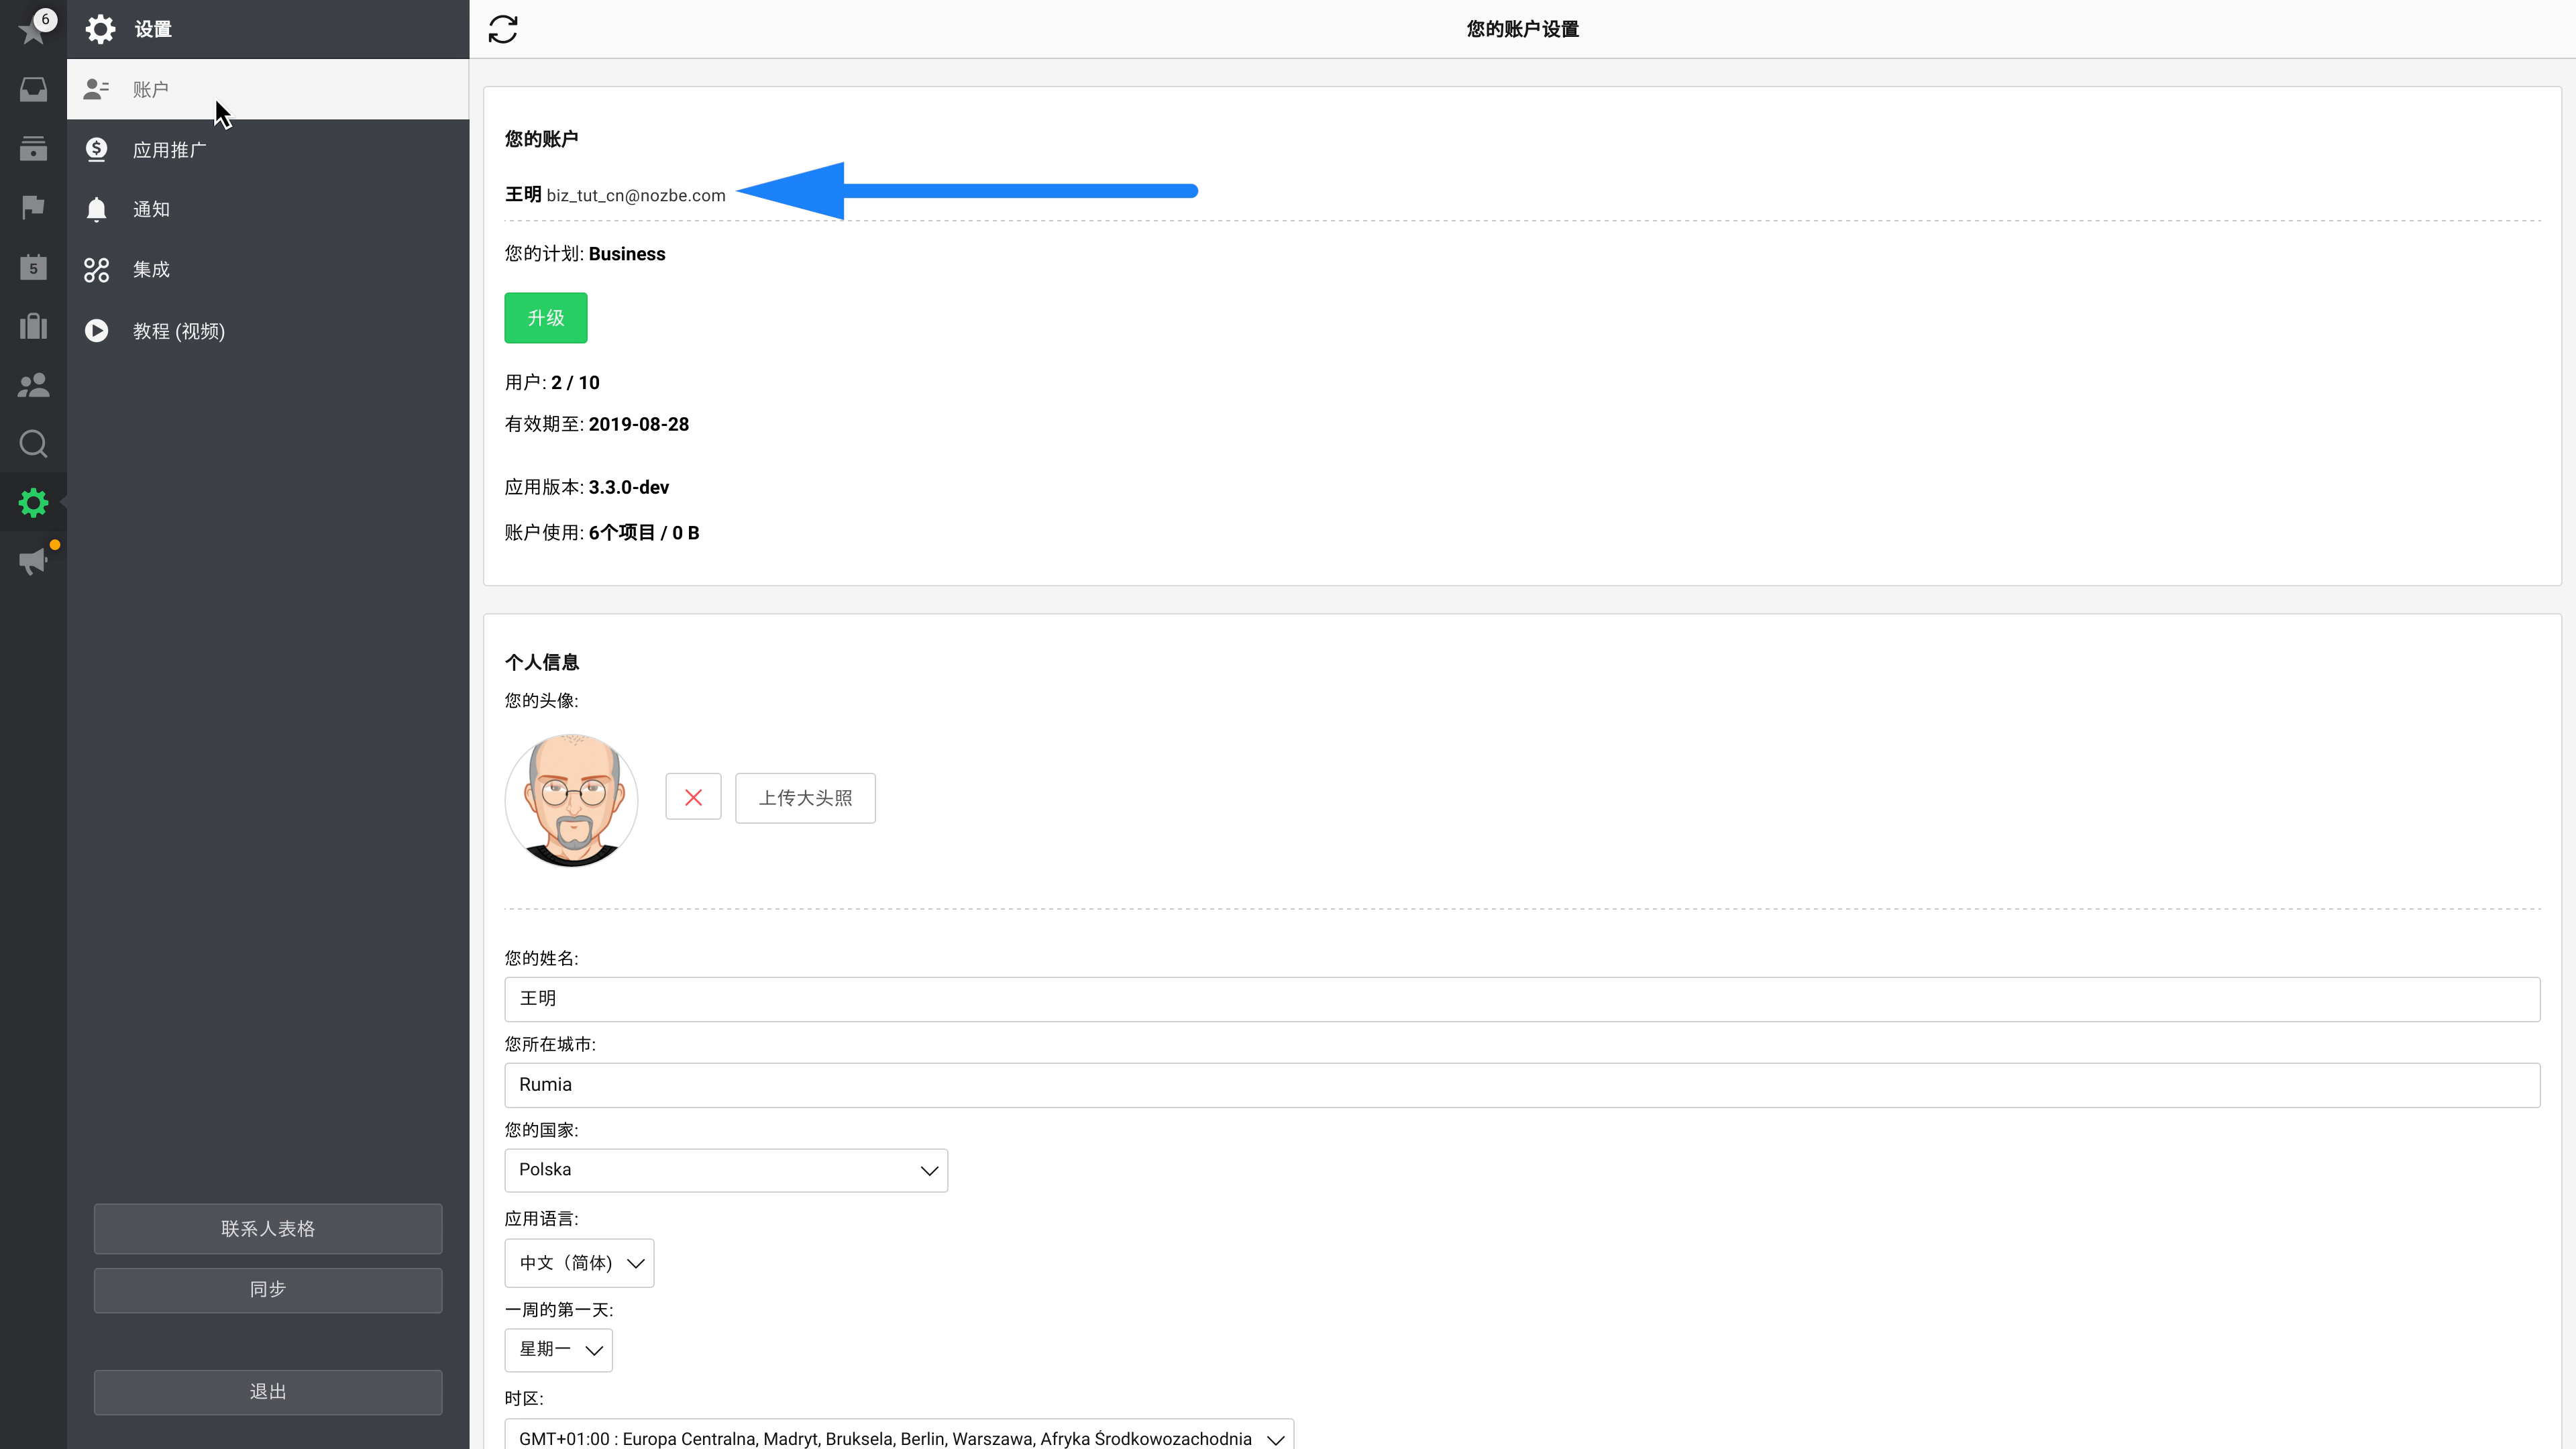 6
设置
您的账户设置
账户
应用推广
通知
集成
教程 (视频)
5
您的账户
王明 biz_tut_cn@nozbe.com
您的计划: Business
升级
用户: 2 / 10
有效期至: 2019-08-28
应用版本: 3.3.0-dev
账户使用: 6个项目 / 0 B
个人信息
您的头像:
上传大头照
您的姓名:
王明
您所在城市:
Rumia
您的国家:
Polska
应用语言:
中文（简体)
一周的第一天:
星期一
时区:
GMT+01:00 : Europa Centralna, Madryt, Bruksela, Berlin, Warszawa, Afryka Środkowozachodnia
联系人表格
同步
退出